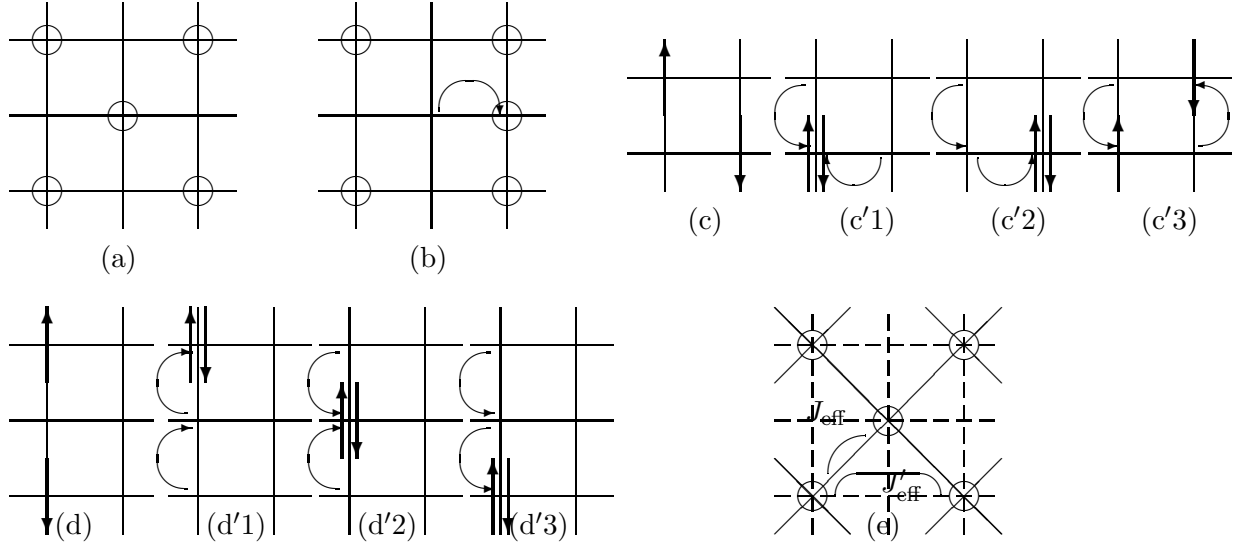 (a)
(b)
(c)
(c′1)
(c′2)
(c′3)
(d)
(d′1)
(d′2)
(d′3)
J_eff
J′_eff
(e)